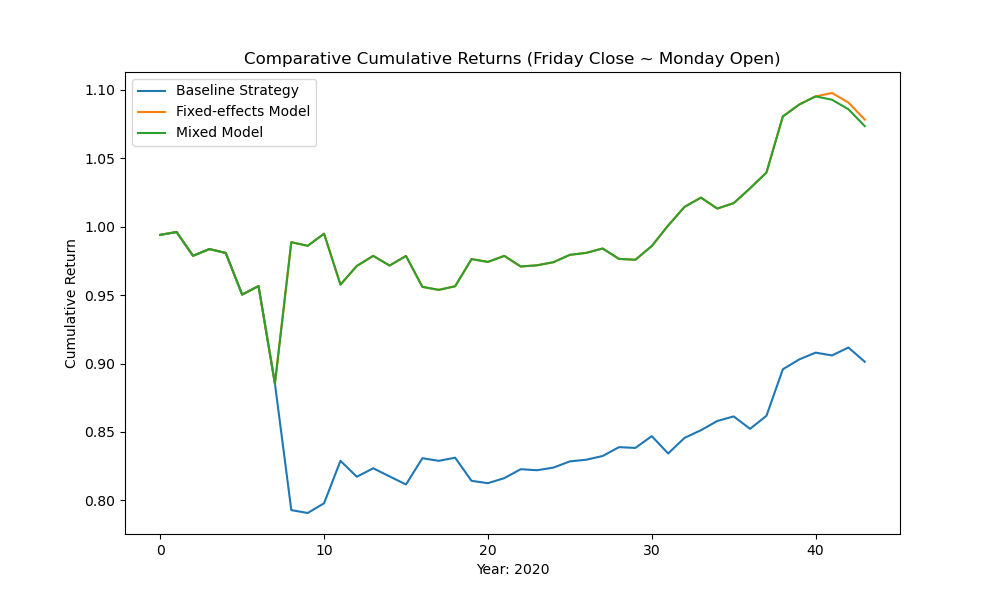 Comparative Cumulative Returns (Friday Close ~ Monday Open)
Baseline Strategy
Fixed-effects Model
Mixed Model
Cumulative Return
1.10
1.05
1.00
0.95
0.90
0.85
0.80
0 10 20 30 40
Year: 2020